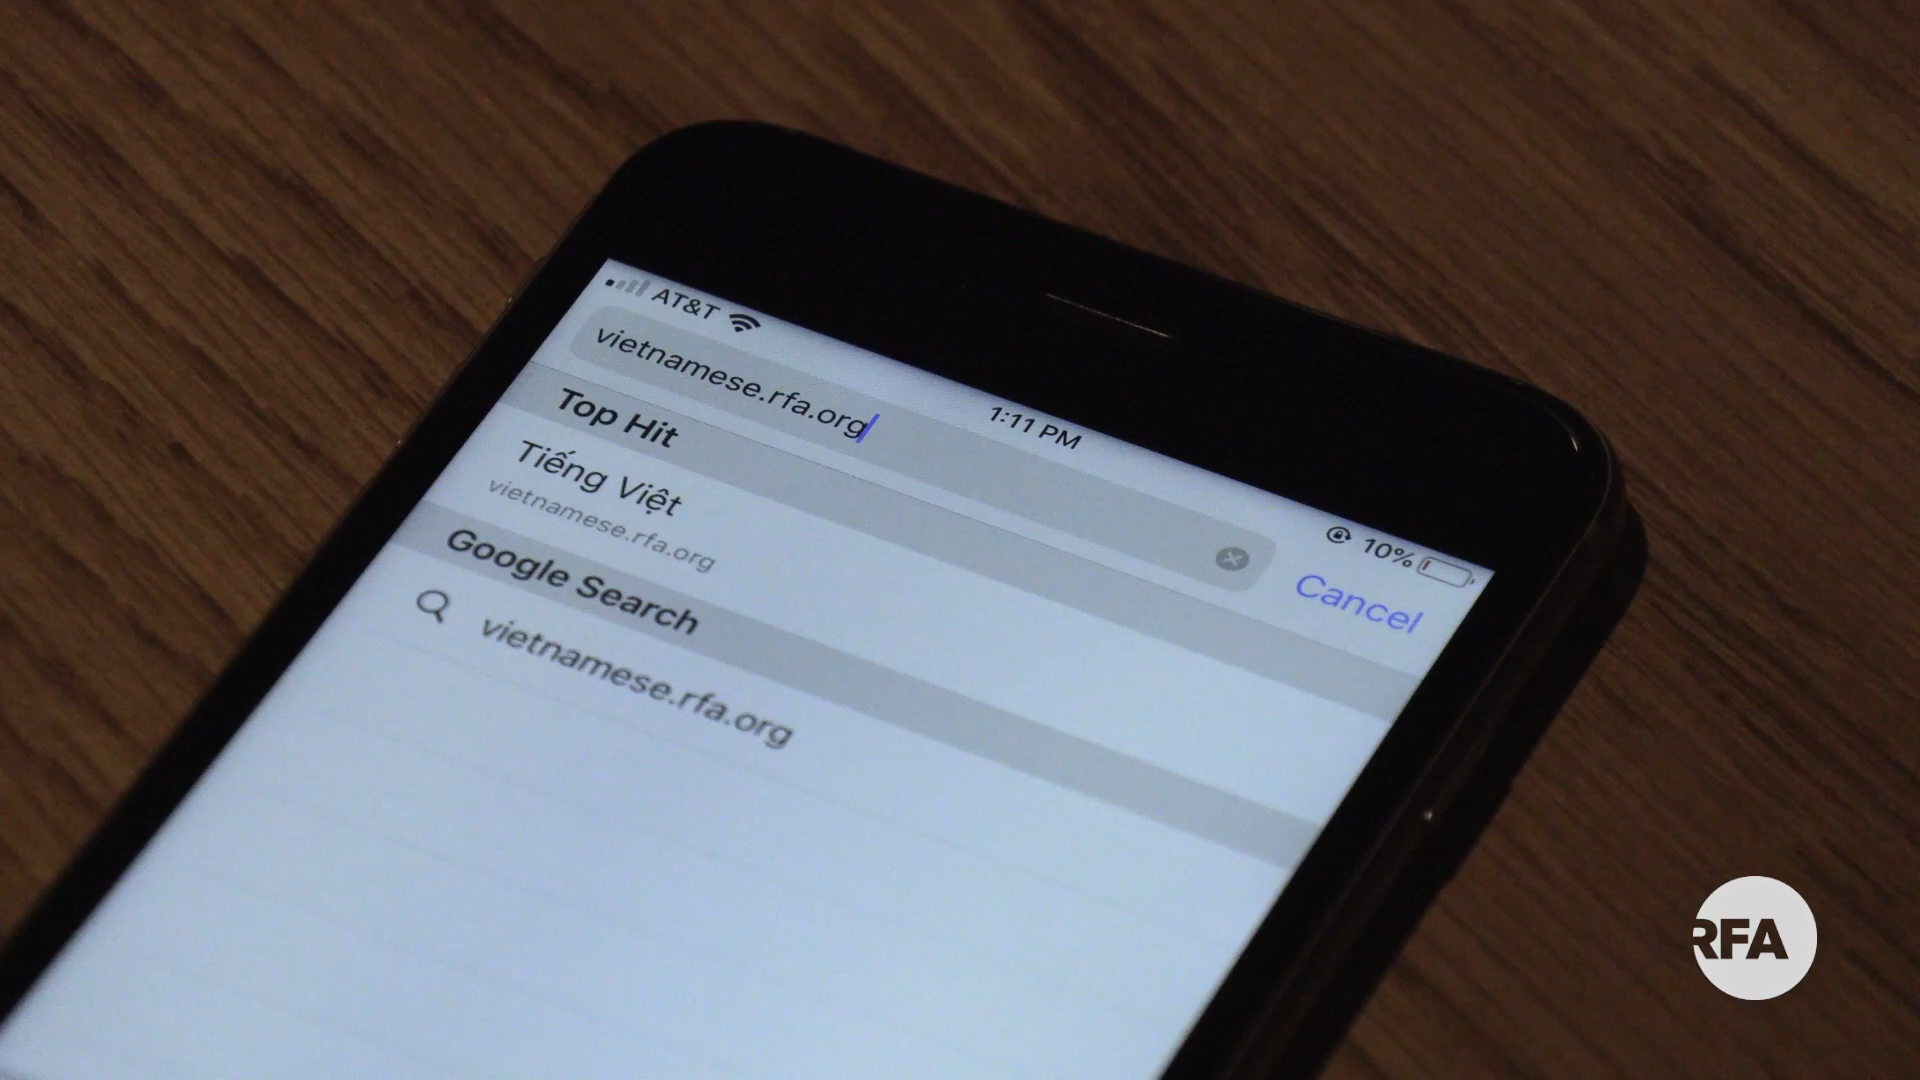 AT&T
1:11 PM
10%
vietnamese.rfa.org
Cancel
Top Hit
Tiếng Việt
vietnamese.rfa.org
Google Search
vietnamese.rfa.org
RFA